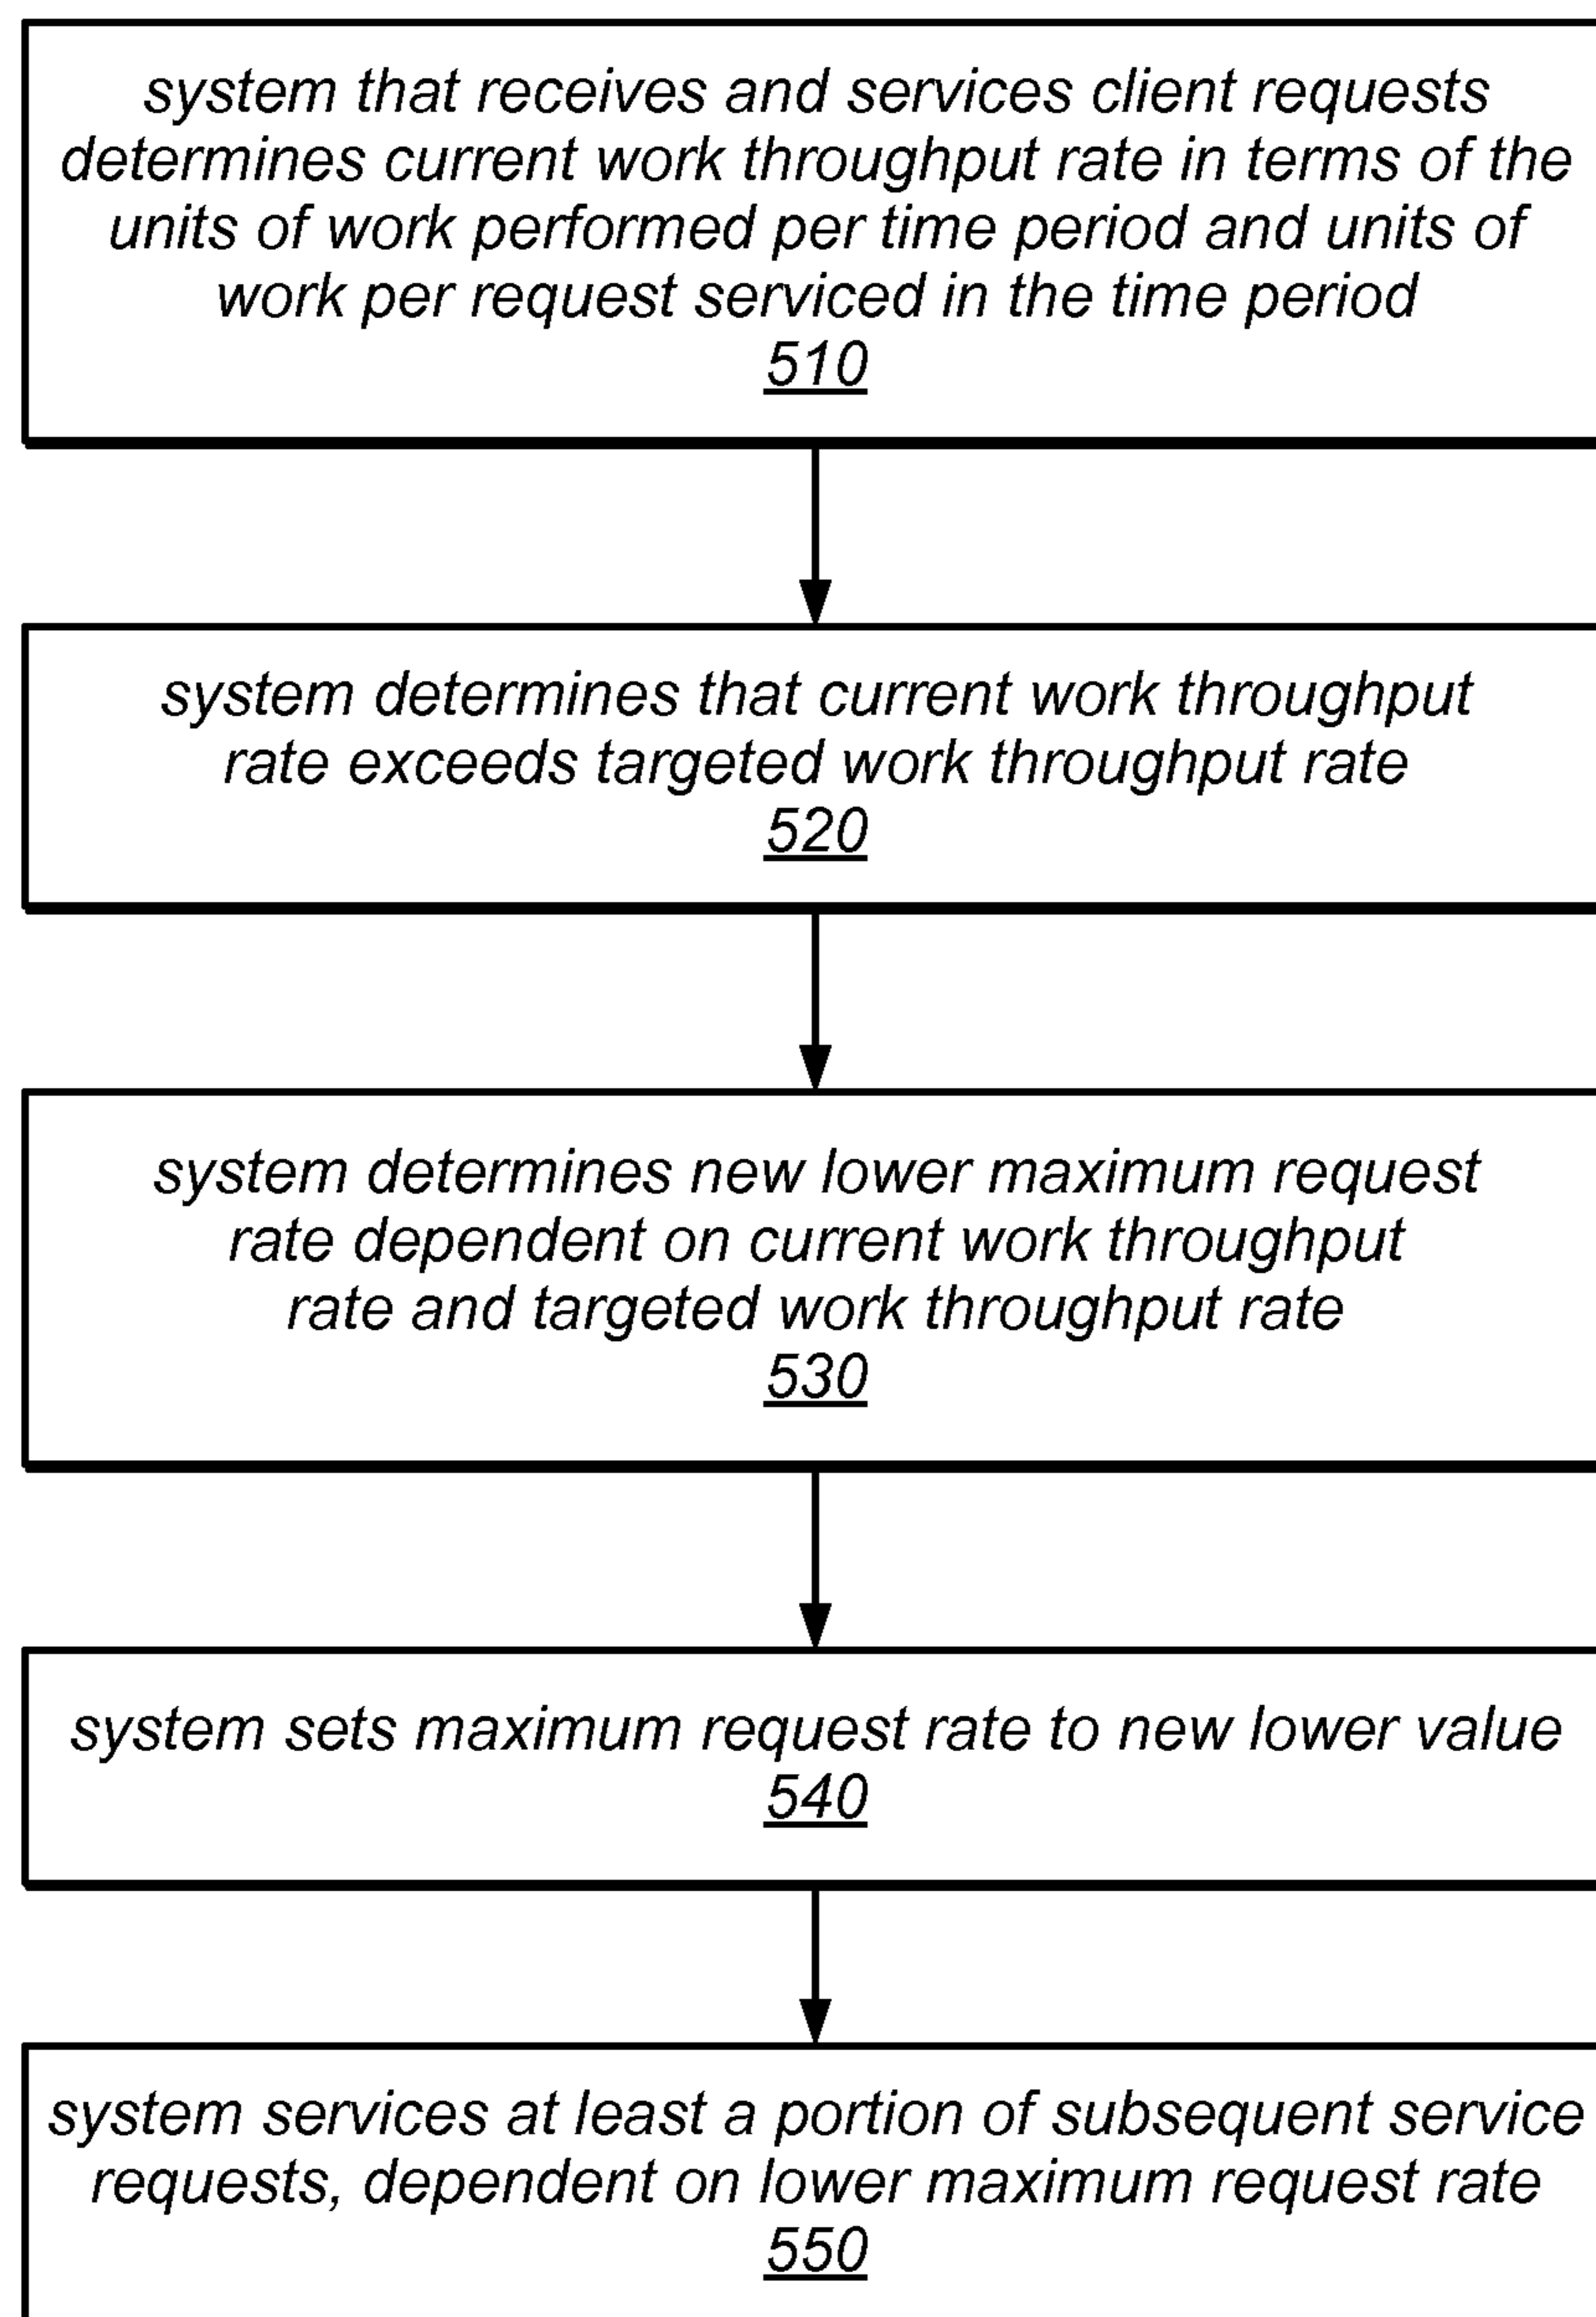 system that receives and services client requests
determines current work throughput rate in terms of the
units of work performed per time period and units of
work per request serviced in the time period
510
system determines that current work throughput
rate exceeds targeted work throughput rate
520
system determines new lower maximum request
rate dependent on current work throughput
rate and targeted work throughput rate
530
system sets maximum request rate to new lower value
540
system services at least a portion of subsequent service
requests, dependent on lower maximum request rate
550